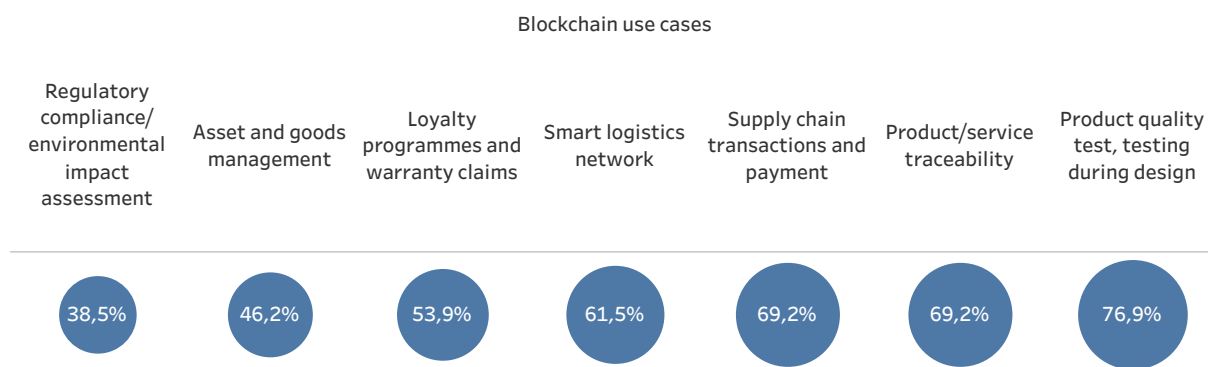 Blockchain use cases
Regulatory
compliance/
environmental
impact
assessment
Asset and goods
management
Loyalty
programmes and
warranty claims
Smart logistics
network
Supply chain
transactions and
payment
Product/service
traceability
Product quality
test, testing
during design
38,5%
46,2%
53,9%
61,5%
69,2%
69,2%
76,9%